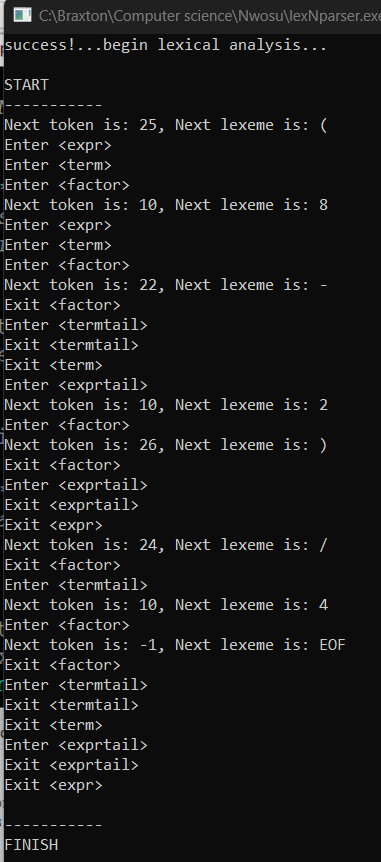 C:\Braxton\Computer science\Nwosu\lexNparser.exe
success!...begin lexical analysis...
START
-----------
Next token is: 25, Next lexeme is: (
Enter <expr>
Enter <term>
Enter <factor>
Next token is: 10, Next lexeme is: 8
Enter <expr>
Enter <term>
Enter <factor>
Next token is: 22, Next lexeme is: -
Exit <factor>
Enter <termtail>
Exit <termtail>
Exit <term>
Enter <exprtail>
Next token is: 10, Next lexeme is: 2
Enter <factor>
Next token is: 26, Next lexeme is: )
Exit <factor>
Enter <exprtail>
Exit <exprtail>
Exit <expr>
Next token is: 24, Next lexeme is: /
Exit <factor>
Enter <termtail>
Next token is: 10, Next lexeme is: 4
Enter <factor>
Next token is: -1, Next lexeme is: EOF
Exit <factor>
Enter <termtail>
Exit <termtail>
Exit <term>
Enter <exprtail>
Exit <exprtail>
Exit <expr>
-----------
FINISH